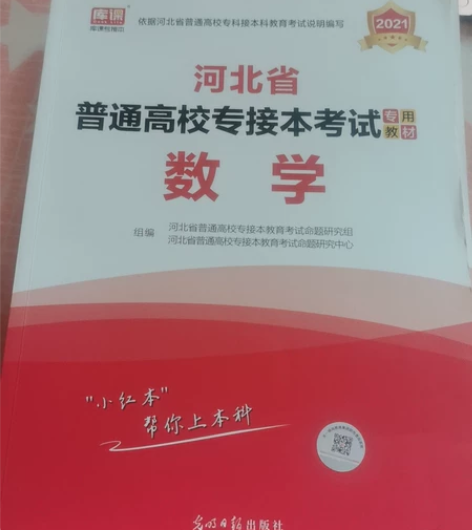 库课
库课位格尔
依据河北省普通高校专科接本科教育考试说明编写
2021
河北省
普通高校专接本考试 专用教材
数学
组编 河北省普通高校专接本教育考试命题研究组
河北省普通高校专接本教育考试命题研究中心
"小红本"
帮你上本科
光明日报出版社